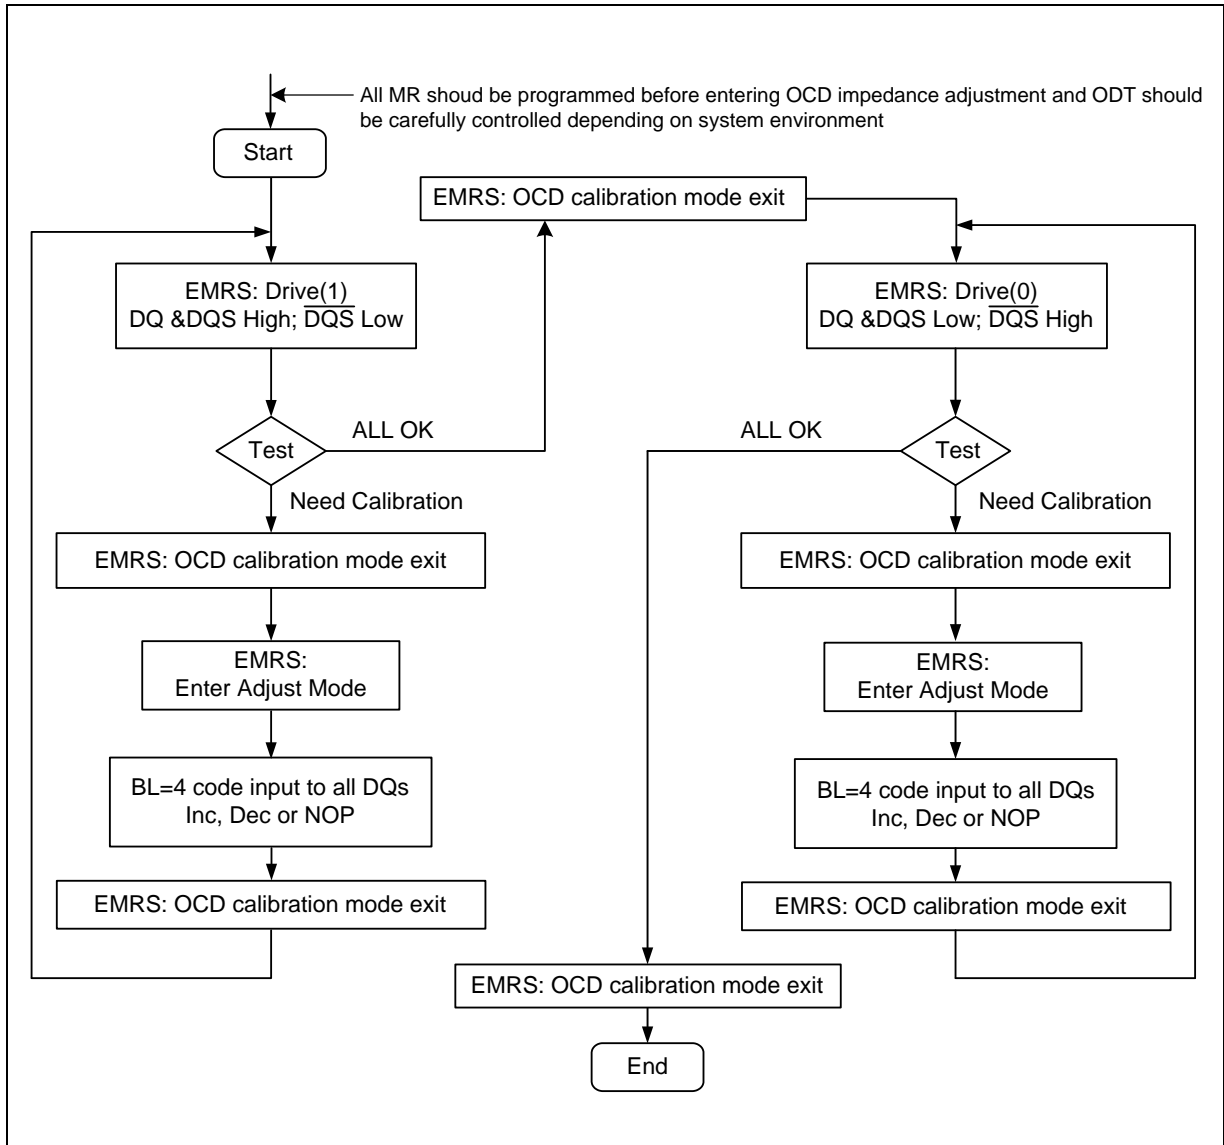 All MR shoud be programmed before entering OCD impedance adjustment and ODT should
be carefully controlled depending on system environment
Start
EMRS: Drive(1)
DQ &DQS High; D̅Q̅S̅ Low
Test
ALL OK
Need Calibration
EMRS: OCD calibration mode exit
EMRS:
Enter Adjust Mode
BL=4 code input to all DQs
Inc, Dec or NOP
EMRS: OCD calibration mode exit
EMRS: OCD calibration mode exit
EMRS: Drive(0)
DQ &DQS Low; D̅Q̅S̅ High
Test
ALL OK
Need Calibration
EMRS: OCD calibration mode exit
EMRS:
Enter Adjust Mode
BL=4 code input to all DQs
Inc, Dec or NOP
EMRS: OCD calibration mode exit
EMRS: OCD calibration mode exit
End